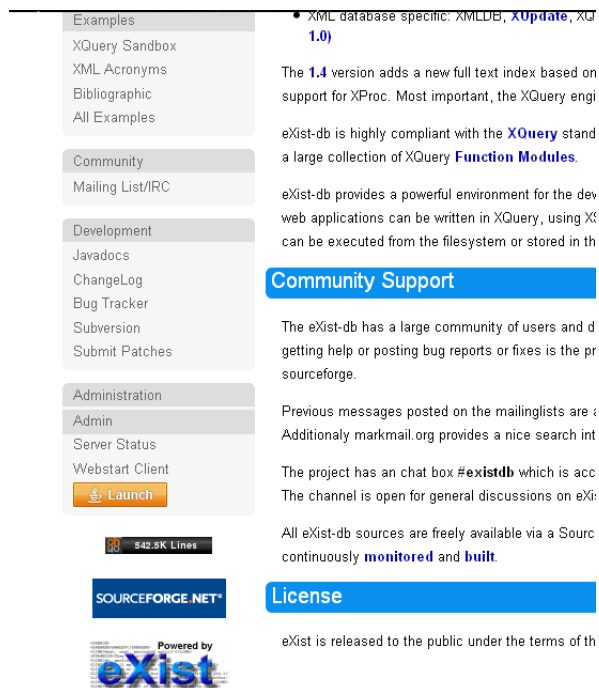 Examples
XQuery Sandbox
XML Acronyms
Bibliographic
All Examples
Community
Mailing List/IRC
Development
Javadocs
ChangeLog
Bug Tracker
Subversion
Submit Patches
Administration
Admin
Server Status
Webstart Client
Launch
542.5K Lines
SOURCEFORGE.NET®
Powered by
eXist
• XML database specific: XMLDB, XUpdate, XQ
1.0)
The 1.4 version adds a new full text index based on
support for XProc. Most important, the XQuery engi
eXist-db is highly compliant with the XQuery stand
a large collection of XQuery Function Modules.
eXist-db provides a powerful environment for the dev
web applications can be written in XQuery, using XS
can be executed from the filesystem or stored in th
Community Support
The eXist-db has a large community of users and d
getting help or posting bug reports or fixes is the pr
sourceforge.
Previous messages posted on the mailinglists are a
Additionaly markmail.org provides a nice search int
The project has an chat box #existdb which is acc
The channel is open for general discussions on eXis
All eXist-db sources are freely available via a Sourc
continuously monitored and built.
License
eXist is released to the public under the terms of th